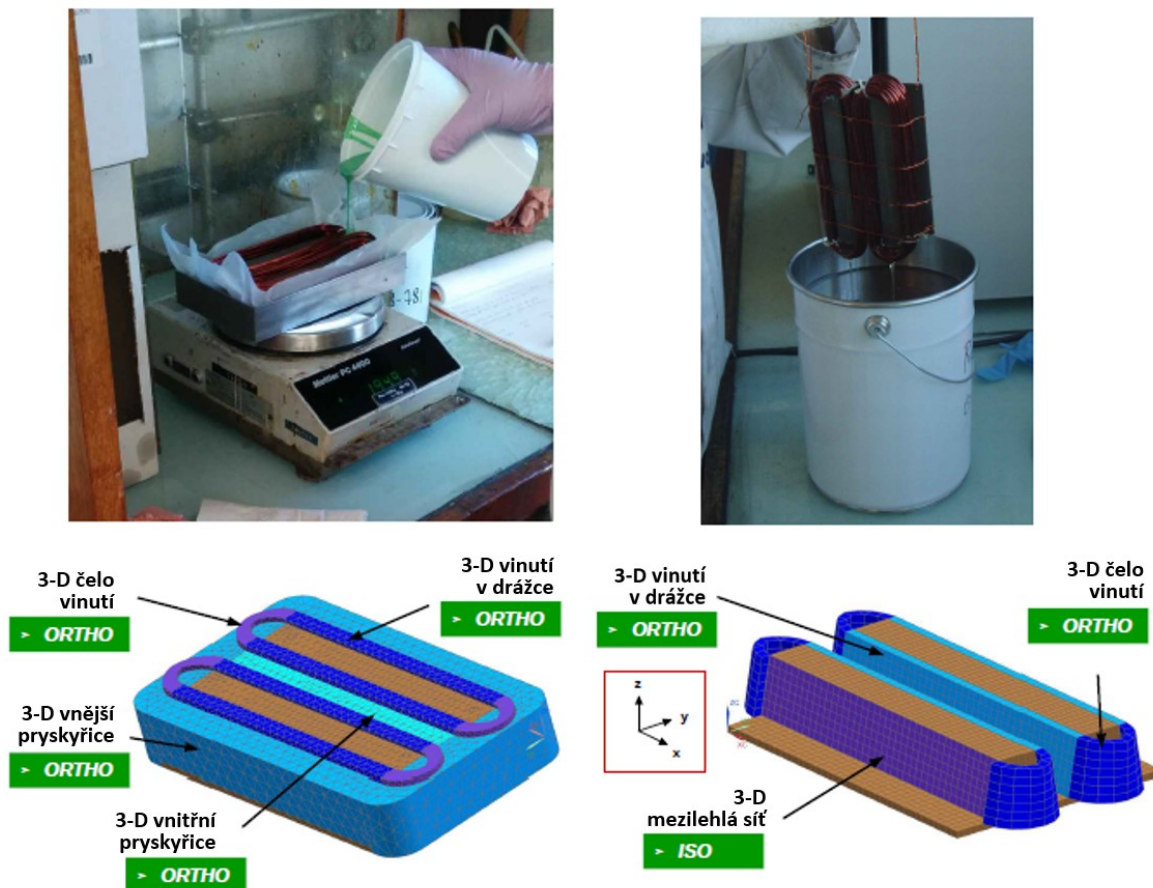 Mettler PC 4400
3-D čelo
vinutí
➢ ORTHO
3-D vinutí
v drážce
➢ ORTHO
3-D vnější
pryskyřice
➢ ORTHO
3-D vnitřní
pryskyřice
➢ ORTHO
3-D vinutí
v drážce
➢ ORTHO
3-D čelo
vinutí
➢ ORTHO
z
y
x
XC
3-D
mezilehlá síť
➢ ISO